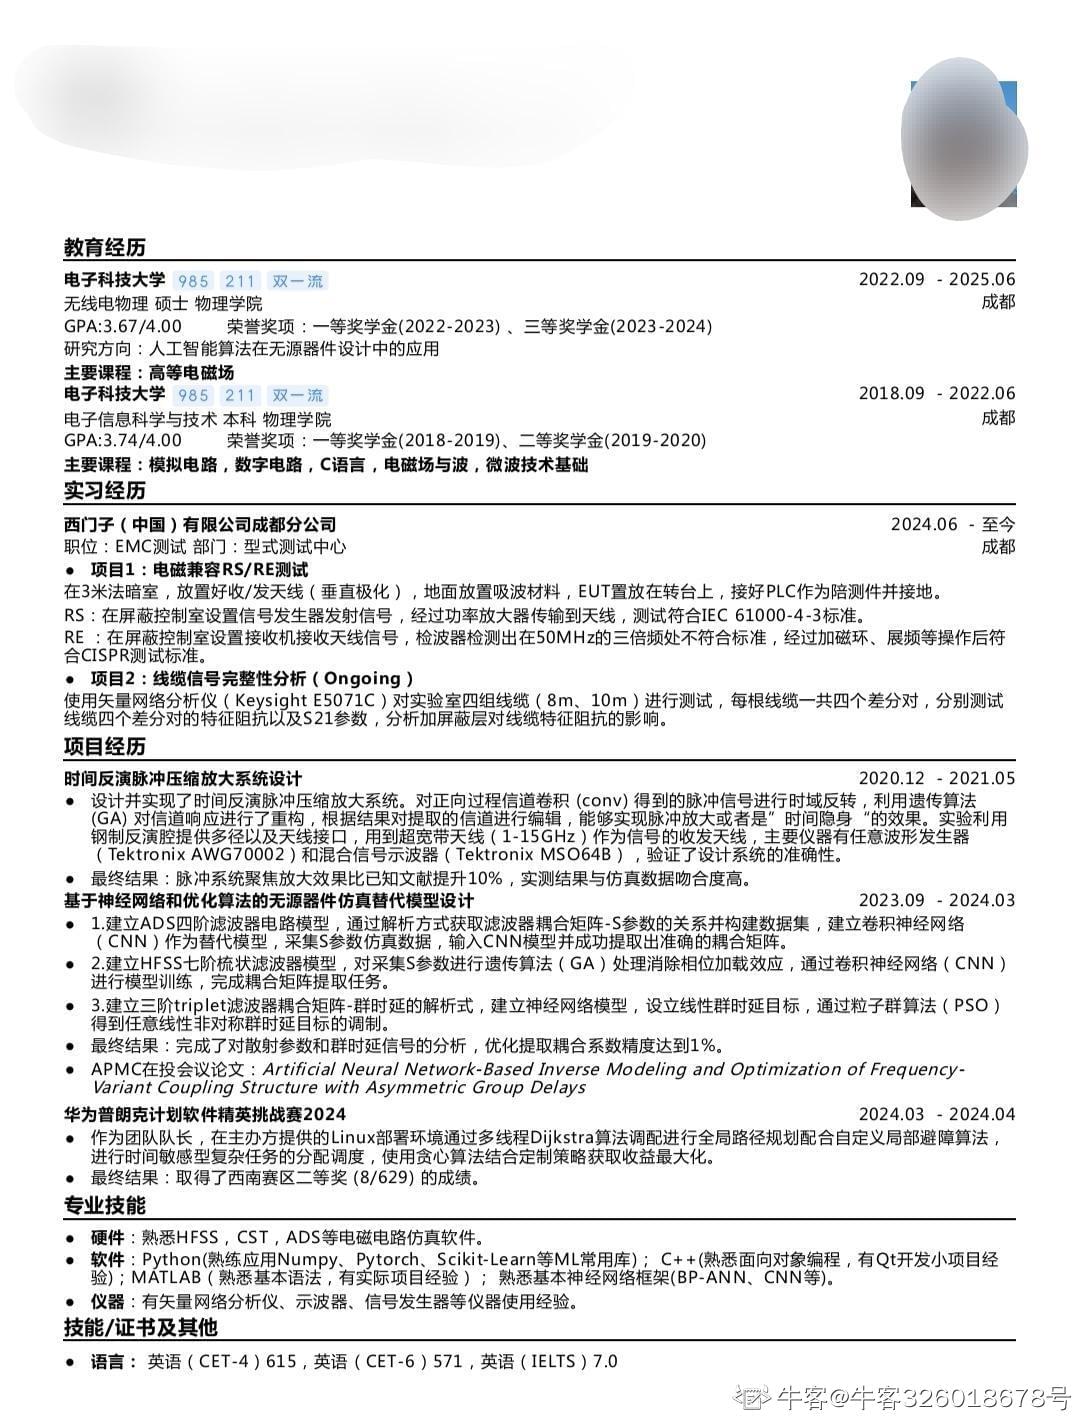 教育经历
电子科技大学 985 211 双一流 2022.09 - 2025.06
无线电物理 硕士 物理学院 成都
GPA:3.67/4.00 荣誉奖项：一等奖学金(2022-2023) 、三等奖学金(2023-2024)
研究方向：人工智能算法在无源器件设计中的应用
主要课程：高等电磁场
电子科技大学 985 211 双一流 2018.09 - 2022.06
电子信息科学与技术 本科 物理学院 成都
GPA:3.74/4.00 荣誉奖项：一等奖学金(2018-2019)、二等奖学金(2019-2020)
主要课程：模拟电路，数字电路，C语言，电磁场与波，微波技术基础
实习经历
西门子（中国）有限公司成都分公司 2024.06 - 至今
职位：EMC测试 部门：型式测试中心 成都
● 项目1：电磁兼容RS/RE测试
在3米法暗室，放置好收/发天线（垂直极化），地面放置吸波材料，EUT置放在转台上，接好PLC作为陪测件并接地。
RS：在屏蔽控制室设置信号发生器发射信号，经过功率放大器传输到天线，测试符合IEC 61000-4-3标准。
RE ：在屏蔽控制室设置接收机接收天线信号，检波器检测出在50MHz的三倍频处不符合标准，经过加磁环、展频等操作后符
合CISPR测试标准。
● 项目2：线缆信号完整性分析（Ongoing）
使用矢量网络分析仪（Keysight E5071C）对实验室四组线缆（8m、10m）进行测试，每根线缆一共四个差分对，分别测试
线缆四个差分对的特征阻抗以及S21参数，分析加屏蔽层对线缆特征阻抗的影响。
项目经历
时间反演脉冲压缩放大系统设计 2020.12 - 2021.05
● 设计并实现了时间反演脉冲压缩放大系统。对正向过程信道卷积 (conv) 得到的脉冲信号进行时域反转，利用遗传算法
(GA) 对信道响应进行了重构，根据结果对提取的信道进行编辑，能够实现脉冲放大或者是”时间隐身“的效果。实验利用
钢制反演腔提供多径以及天线接口，用到超宽带天线（1-15GHz）作为信号的收发天线，主要仪器有任意波形发生器
（Tektronix AWG70002）和混合信号示波器（Tektronix MSO64B），验证了设计系统的准确性。
● 最终结果：脉冲系统聚焦放大效果比已知文献提升10%，实测结果与仿真数据吻合度高。
基于神经网络和优化算法的无源器件仿真替代模型设计 2023.09 - 2024.03
● 1.建立ADS四阶滤波器电路模型，通过解析方式获取滤波器耦合矩阵-S参数的关系并构建数据集，建立卷积神经网络
（CNN）作为替代模型，采集S参数仿真数据，输入CNN模型并成功提取出准确的耦合矩阵。
● 2.建立HFSS七阶梳状滤波器模型，对采集S参数进行遗传算法（GA）处理消除相位加载效应，通过卷积神经网络（CNN）
进行模型训练，完成耦合矩阵提取任务。
● 3.建立三阶triplet滤波器耦合矩阵-群时延的解析式，建立神经网络模型，设立线性群时延目标，通过粒子群算法（PSO）
得到任意线性非对称群时延目标的调制。
● 最终结果：完成了对散射参数和群时延信号的分析，优化提取耦合系数精度达到1%。
● APMC在投会议论文：Artificial Neural Network-Based Inverse Modeling and Optimization of Frequency-
Variant Coupling Structure with Asymmetric Group Delays
华为普朗克计划软件精英挑战赛2024 2024.03 - 2024.04
● 作为团队队长，在主办方提供的Linux部署环境通过多线程Dijkstra算法调配进行全局路径规划配合自定义局部避障算法，
进行时间敏感型复杂任务的分配调度，使用贪心算法结合定制策略获取收益最大化。
● 最终结果：取得了西南赛区二等奖 (8/629) 的成绩。
专业技能
● 硬件：熟悉HFSS，CST，ADS等电磁电路仿真软件。
● 软件：Python(熟练应用Numpy、Pytorch、Scikit-Learn等ML常用库)； C++(熟悉面向对象编程，有Qt开发小项目经
验)；MATLAB（熟悉基本语法，有实际项目经验）； 熟悉基本神经网络框架(BP-ANN、CNN等)。
● 仪器：有矢量网络分析仪、示波器、信号发生器等仪器使用经验。
技能/证书及其他
● 语言： 英语（CET-4）615，英语（CET-6）571，英语（IELTS）7.0
牛客@牛客326018678号